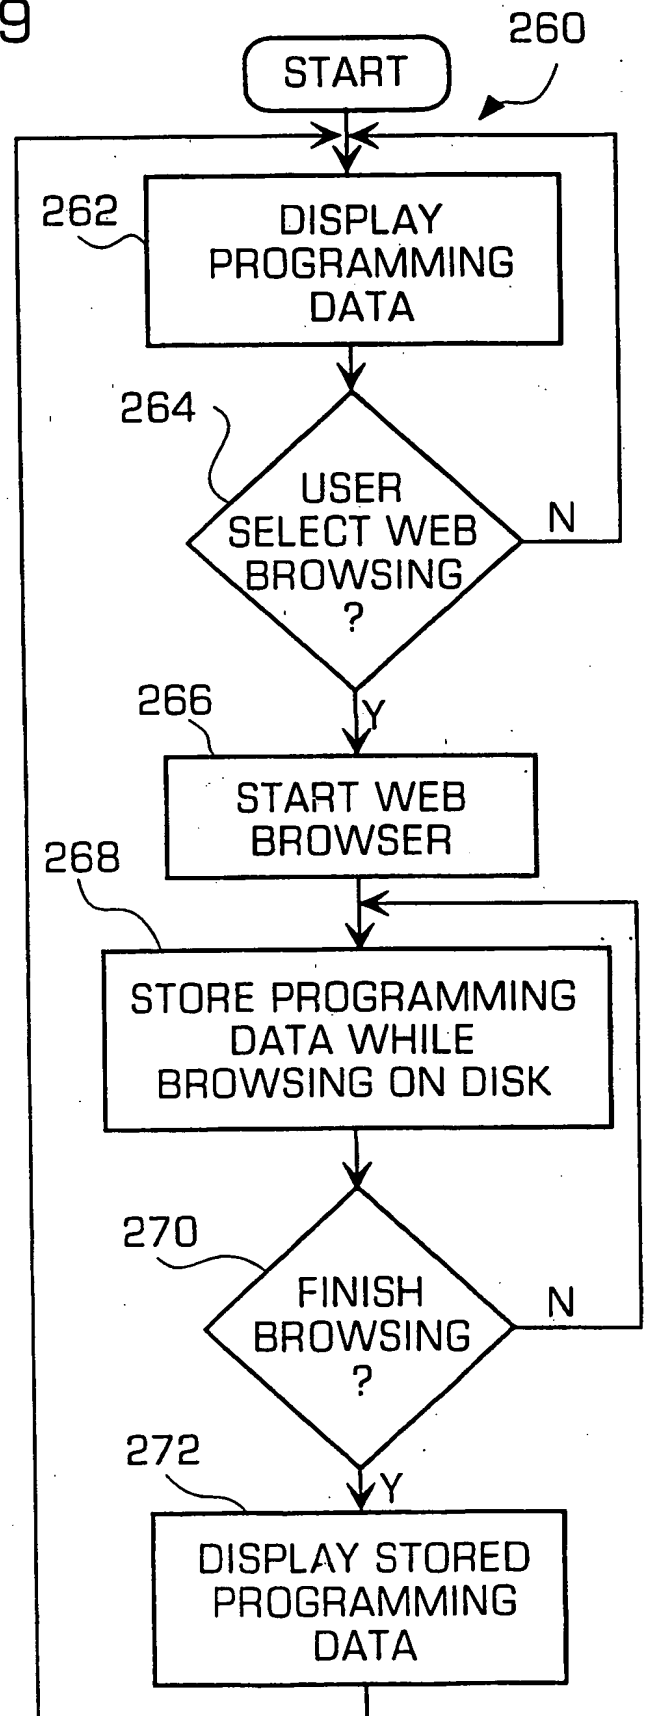 9
260
START
262
DISPLAY
PROGRAMMING
DATA
264
USER
SELECT WEB
BROWSING
?
N
Y
266
START WEB
BROWSER
268
STORE PROGRAMMING
DATA WHILE
BROWSING ON DISK
270
FINISH
BROWSING
?
N
Y
272
DISPLAY STORED
PROGRAMMING
DATA